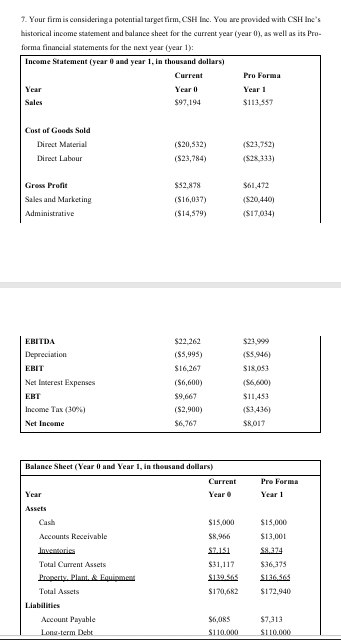 7. Your firm is considering a potential target firm, CSH Inc. You are provided with CSH Inc's
historical income statement and balance sheet for the current year (year 0), as well as its Pro-
forma financial statements for the next year (year 1):
Income Statement (year 0 and year 1, in thousand dollars)
Current Pro Forma
Year Year 0 Year 1
Sales $97,194 $113,557
Cost of Goods Sold
Direct Material ($20,532) ($23,752)
Direct Labour ($23,784) ($28,333)
Gross Profit $52,878 $61,472
Sales and Marketing ($16,037) ($20,440)
Administrative ($14,579) ($17,034)
EBITDA $22,262 $23,999
Depreciation ($5,995) ($5,946)
EBIT $16,267 $18,053
Net Interest Expenses ($6,600) ($6,600)
EBT $9,667 $11,453
Income Tax (30%) ($2,900) ($3,436)
Net Income $6,767 $8,017
Balance Sheet (Year 0 and Year 1, in thousand dollars)
Current Pro Forma
Year Year 0 Year 1
Assets
Cash $15,000 $15,000
Accounts Receivable $8,966 $13,001
Inventories $7,151 $8,374
Total Current Assets $31,117 $36,375
Property, Plant, & Equipment $139,565 $136,565
Total Assets $170,682 $172,940
Liabilities
Account Payable $6,085 $7,313
Long-term Debt $110,000 $110,000